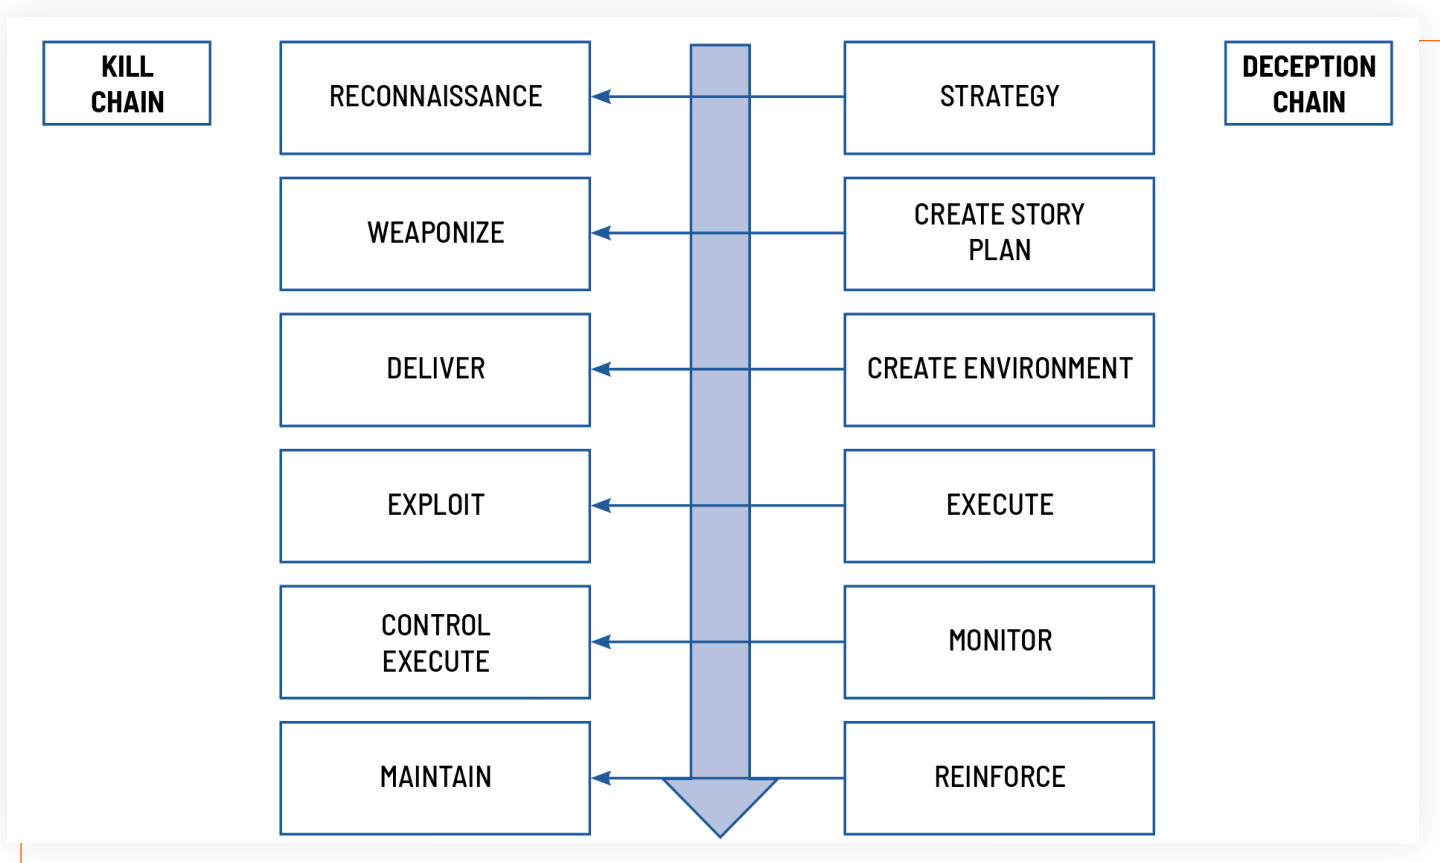 KILL
CHAIN
RECONNAISSANCE
STRATEGY
DECEPTION
CHAIN
WEAPONIZE
CREATE STORY
PLAN
DELIVER
CREATE ENVIRONMENT
EXPLOIT
EXECUTE
CONTROL
EXECUTE
MONITOR
MAINTAIN
REINFORCE